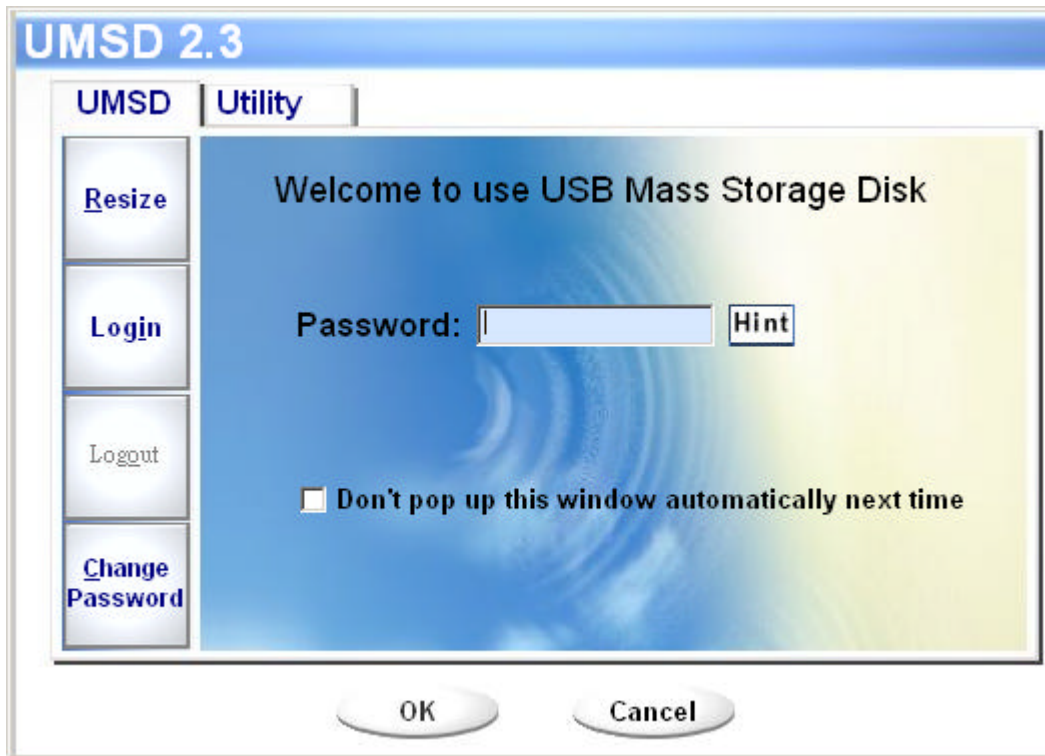 UMSD 2.3
UMSD
Utility
Resize
Login
Logout
Change
Password
Welcome to use USB Mass Storage Disk
Password:
Hint
Don't pop up this window automatically next time
OK
Cancel